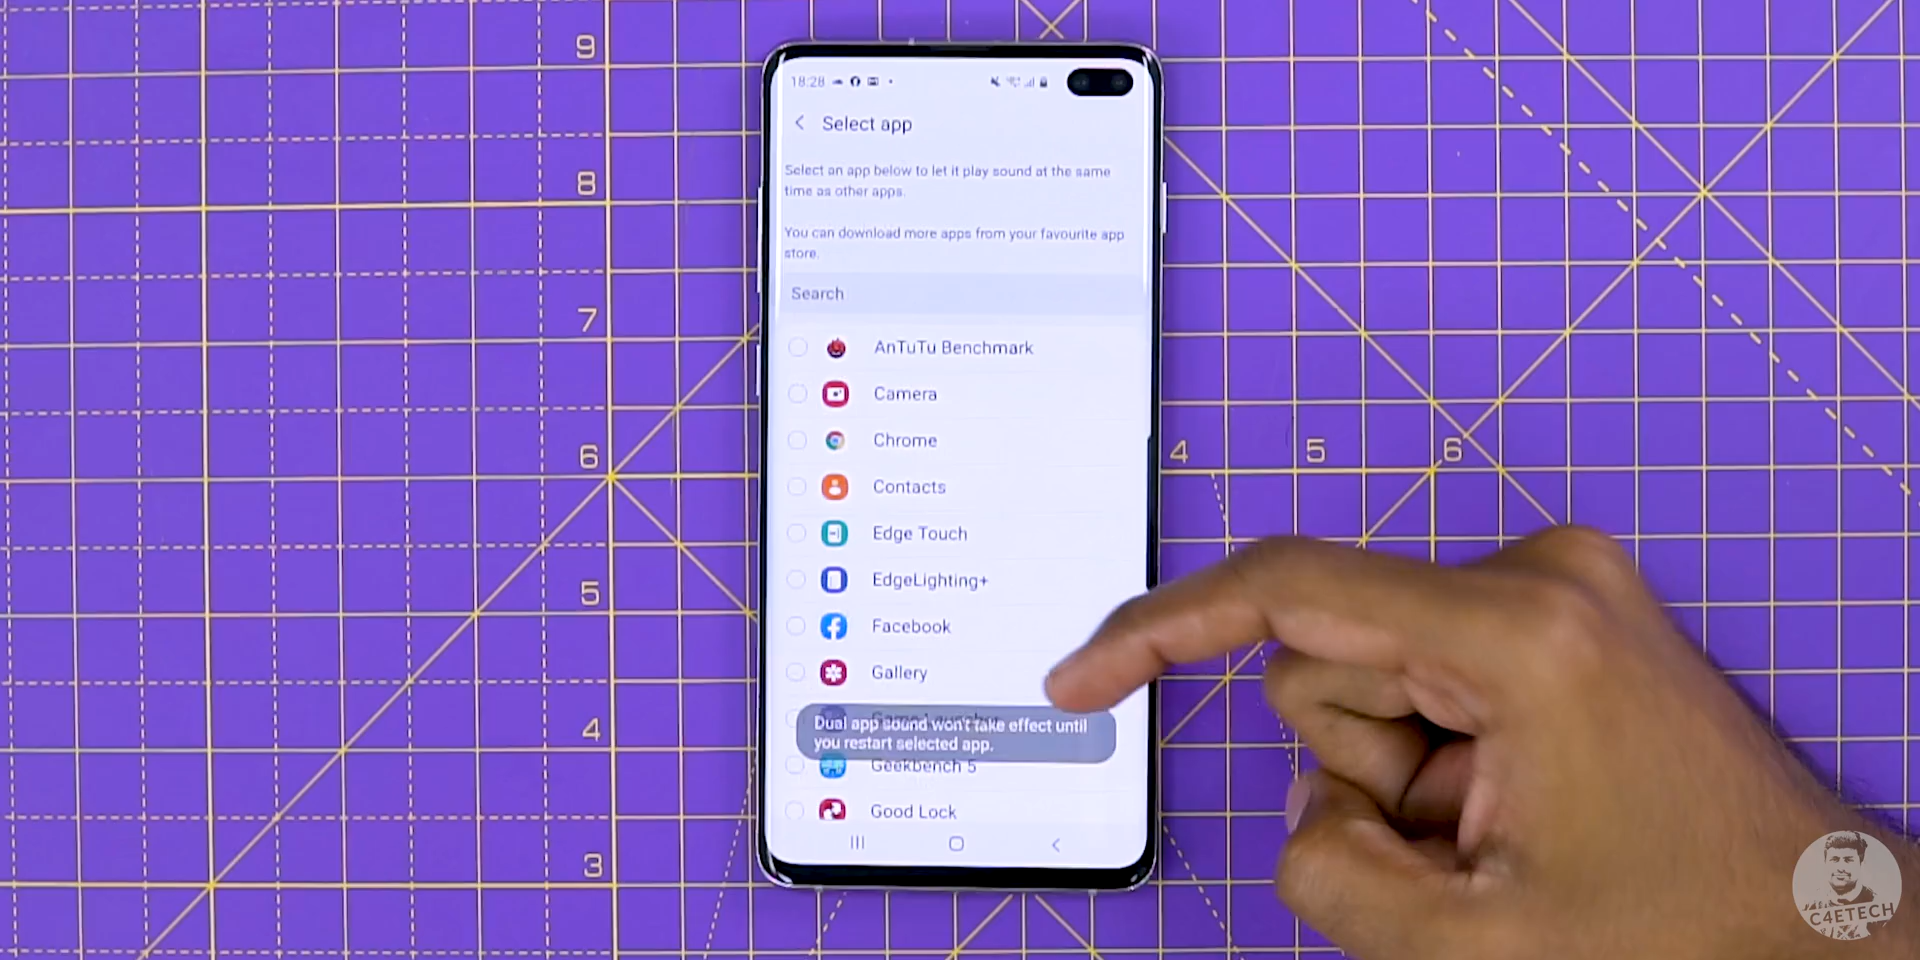 9
8
7
6
5
4
3
4
5
6
18:28
Select app
Select an app below to let it play sound at the same
time as other apps.
You can download more apps from your favourite app
store.
Search
AnTuTu Benchmark
Camera
Chrome
Contacts
Edge Touch
EdgeLighting+
Facebook
Gallery
Game Launcher
Dual app sound won't take effect until
you restart selected app.
Geekbench 5
Good Lock
C4ETECH